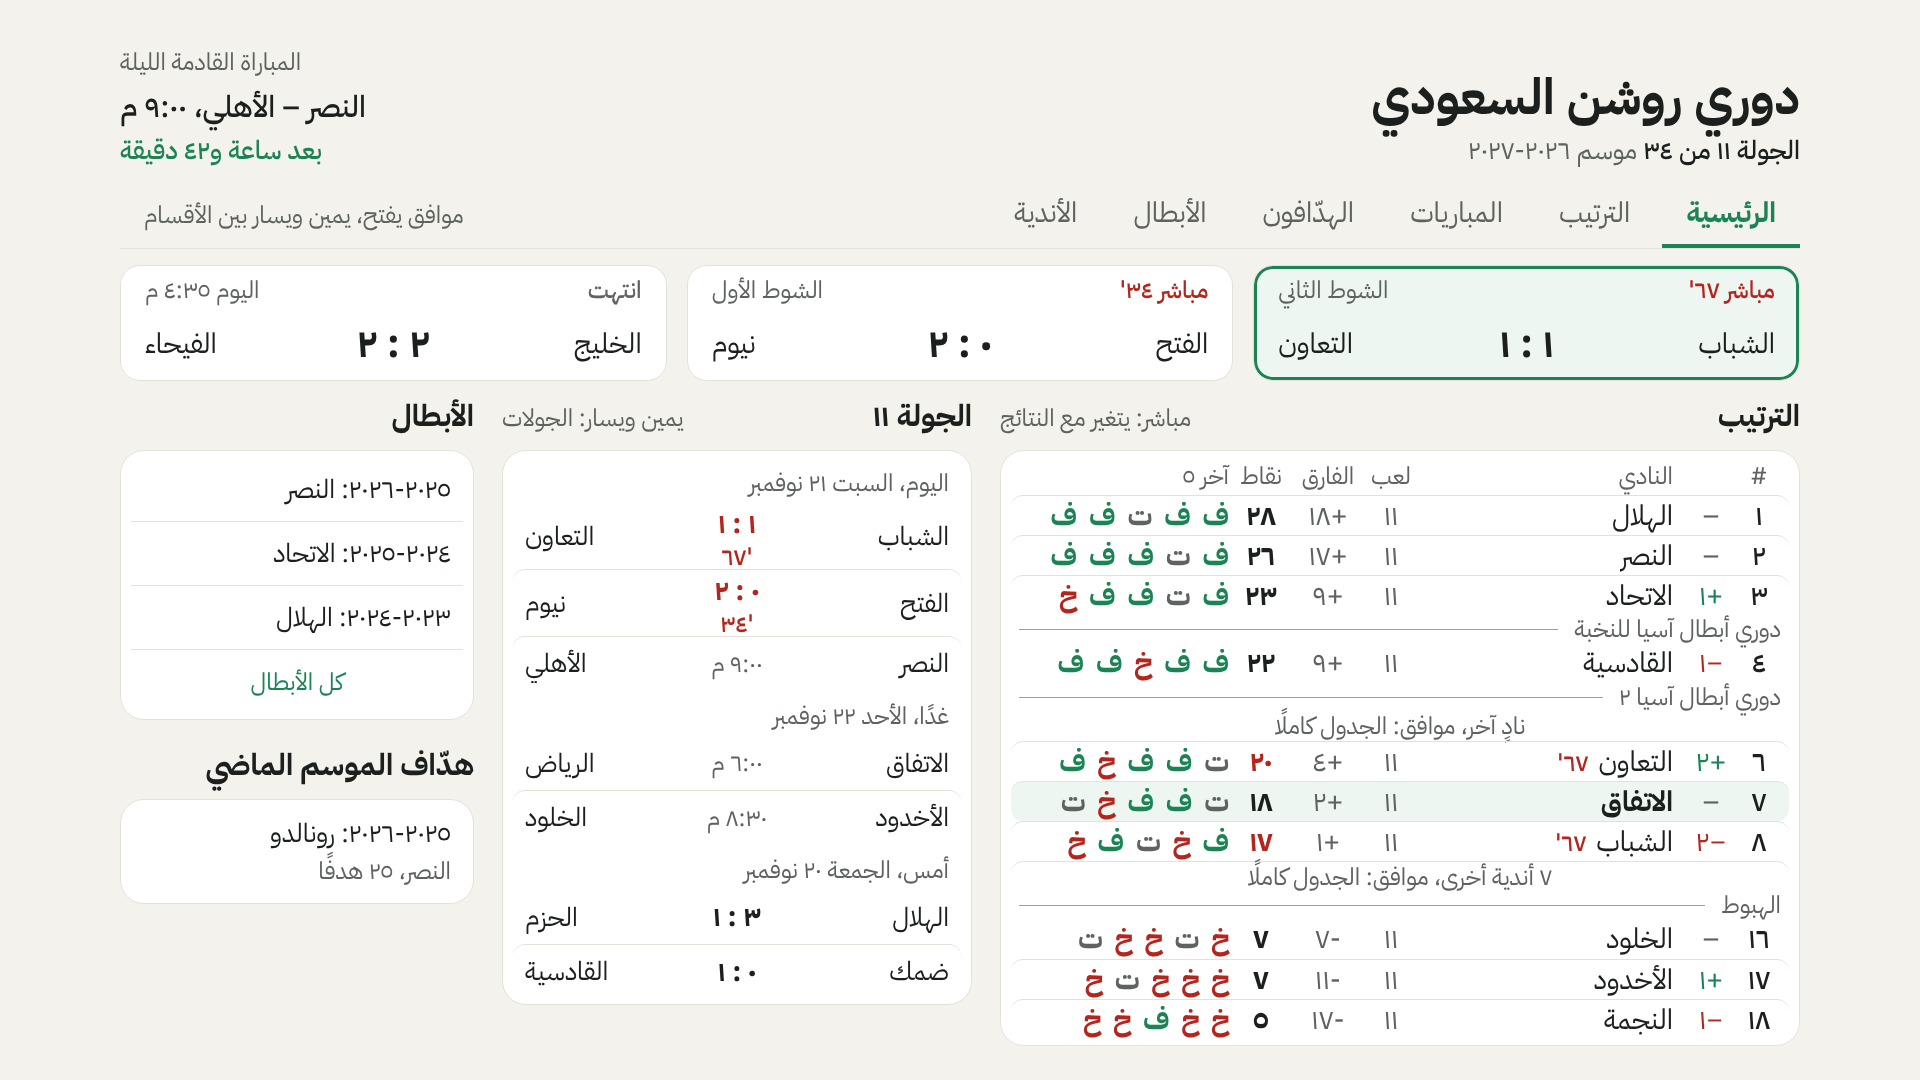 دوري روشن السعودي
الجولة ١١ من ٣٤ موسم ٢٠٢٦-٢٠٢٧
المباراة القادمة الليلة
النصر – الأهلي، ٩:٠٠ م
بعد ساعة و٤٢ دقيقة
الرئيسية الترتيب المباريات الهدّافون الأبطال الأندية
موافق يفتح، يمين ويسار بين الأقسام
مباشر ٦٧' الشوط الثاني
الشباب ١ : ١ التعاون
مباشر ٣٤' الشوط الأول
الفتح ٠ : ٢ نيوم
انتهت اليوم ٤:٣٥ م
الخليج ٢ : ٢ الفيحاء
الترتيب مباشر: يتغير مع النتائج
# النادي لعب الفارق نقاط آخر ٥
١ – الهلال ١١ +١٨ ٢٨ ف ف ت ف ف
٢ – النصر ١١ +١٧ ٢٦ ف ت ف ف ف
٣ +١ الاتحاد ١١ +٩ ٢٣ ف ت ف ف خ
دوري أبطال آسيا للنخبة
٤ –١ القادسية ١١ +٩ ٢٢ ف ف خ ف ف
دوري أبطال آسيا ٢
نادٍ آخر، موافق: الجدول كاملًا
٦ +٢ التعاون ٦٧' ١١ +٤ ٢٠ ت ف ف خ ف
٧ – الاتفاق ١١ +٢ ١٨ ت ف ف خ ت
٨ –٢ الشباب ٦٧' ١١ +١ ١٧ ف خ ت ف خ
٧ أندية أخرى، موافق: الجدول كاملًا
الهبوط
١٦ – الخلود ١١ -٧ ٧ خ ت خ خ ت
١٧ +١ الأخدود ١١ -١١ ٧ خ خ خ ت خ
١٨ –١ النجمة ١١ -١٧ ٥ خ خ ف خ خ
الجولة ١١ يمين ويسار: الجولات
اليوم، السبت ٢١ نوفمبر
الشباب ١ : ١ التعاون
٦٧'
الفتح ٠ : ٢ نيوم
٣٤'
النصر ٩:٠٠ م الأهلي
غدًا، الأحد ٢٢ نوفمبر
الاتفاق ٦:٠٠ م الرياض
الأخدود ٨:٣٠ م الخلود
أمس، الجمعة ٢٠ نوفمبر
الهلال ٣ : ١ الحزم
ضمك ٠ : ١ القادسية
الأبطال
٢٠٢٥-٢٠٢٦: النصر
٢٠٢٤-٢٠٢٥: الاتحاد
٢٠٢٣-٢٠٢٤: الهلال
كل الأبطال
هدّاف الموسم الماضي
٢٠٢٥-٢٠٢٦: رونالدو
النصر، ٢٥ هدفًا